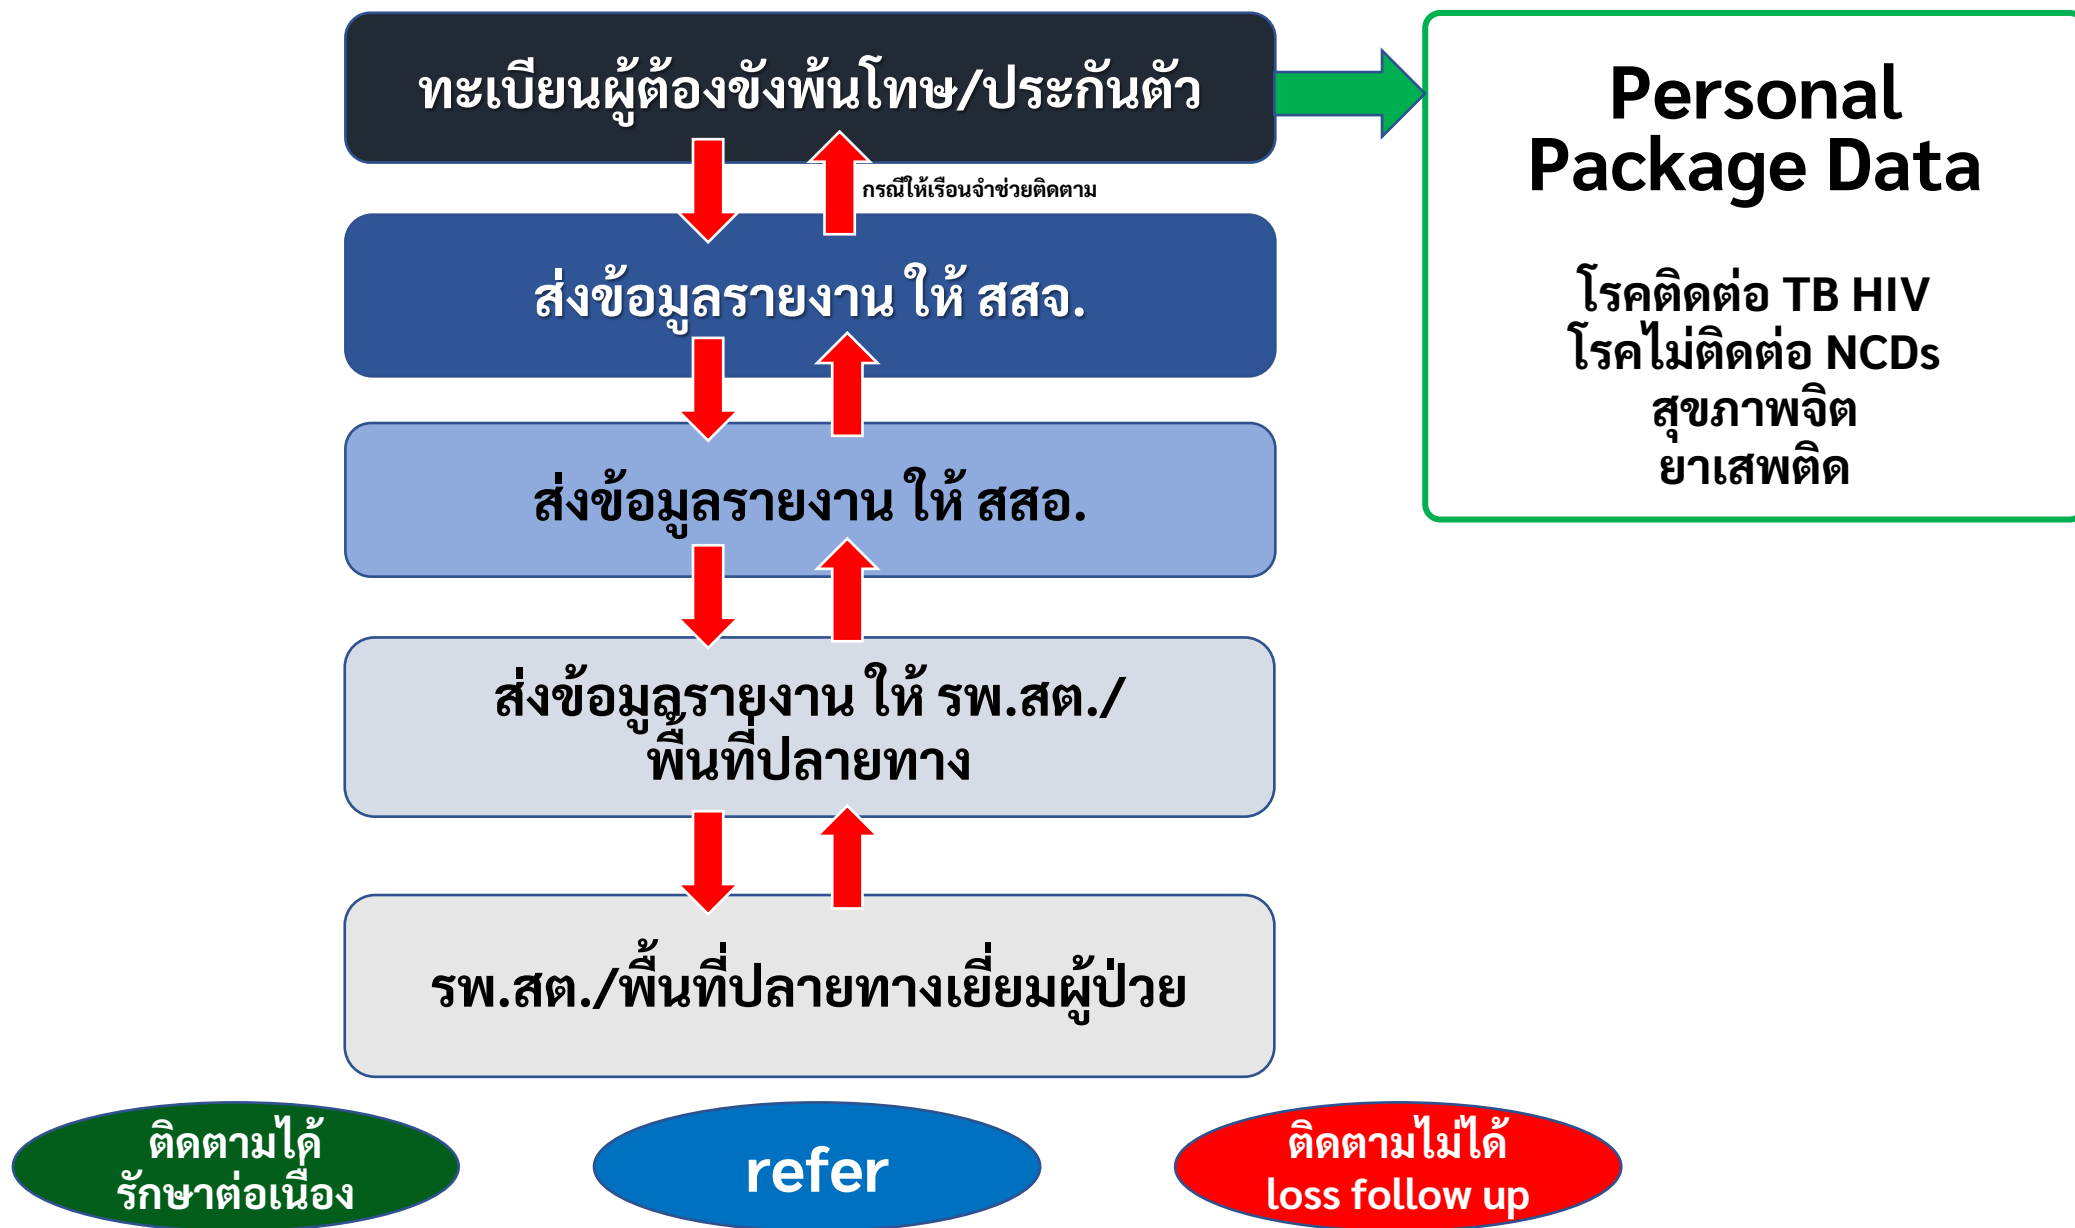 ทะเบียนผู้ต้องขังพ้นโทษ/ประกันตัว
กรณีให้เรือนจำช่วยติดตาม
ส่งข้อมูลรายงาน ให้ สสจ.
ส่งข้อมูลรายงาน ให้ สสอ.
ส่งข้อมูลรายงาน ให้ รพ.สต./
พื้นที่ปลายทาง
รพ.สต./พื้นที่ปลายทางเยี่ยมผู้ป่วย
Personal
Package Data
โรคติดต่อ TB HIV
โรคไม่ติดต่อ NCDs
สุขภาพจิต
ยาเสพติด
ติดตามได้
รักษาต่อเนื่อง
refer
ติดตามไม่ได้
loss follow up